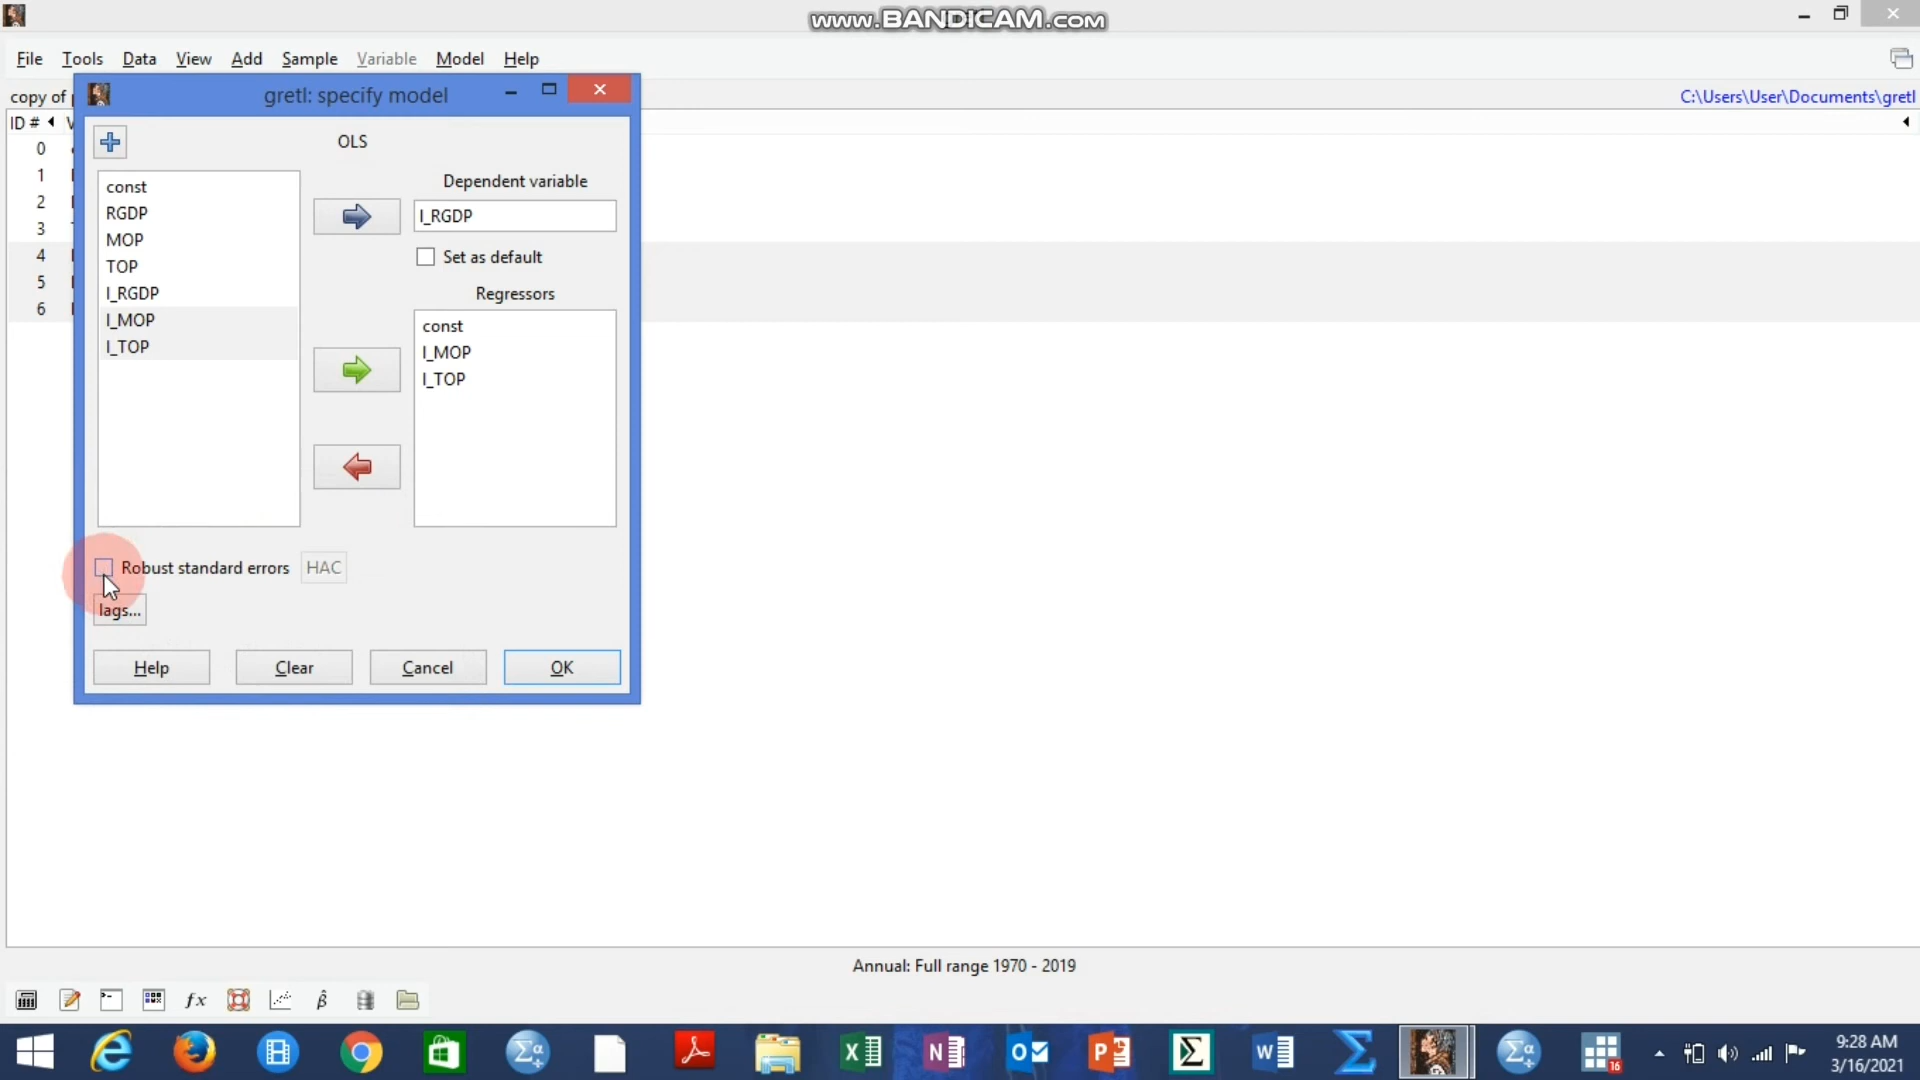 www.BANDICAM.com
File Tools Data View Add Sample Variable Model Help
copy of
C:\Users\User\Documents\gretl
gretl: specify model
ID #
0
1
2
3
4
5
6
OLS
const
RGDP
MOP
TOP
l_RGDP
l_MOP
l_TOP
Dependent variable
l_RGDP
Set as default
Regressors
const
l_MOP
l_TOP
Robust standard errors HAC
lags...
Help Clear Cancel OK
Annual: Full range 1970 - 2019
fx
β
9:28 AM
3/16/2021
16